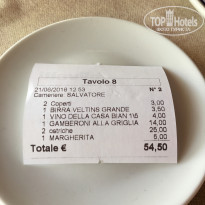 TOP HOTELS
Tavolo 8
21/05/2016 12.53 N° 3
Cameriere: SALVATORE
2 Coperti 3,00
1 BIRRA VELTINS GRANDE 3,50
1 VINO DELLA CASA BIAN 1\5 4,00
1 GAMBERONI ALLA GRIGLIA 14,00
2 ostriche 25,00
1 MARGHERITA 5,00
Totale € 54,50